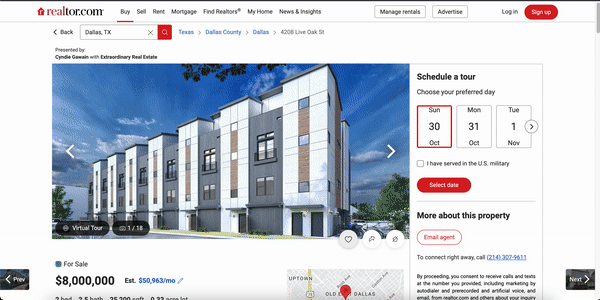 realtor.com
Buy Sell Rent Mortgage Find Realtors® My Home News & Insights
Manage rentals Advertise Log in Sign up
Back Dallas, TX Texas Dallas County Dallas 4208 Live Oak St
Presented by:
Cyndie Gawain with Extraordinary Real Estate
Virtual Tour 1 / 18
Schedule a tour
Choose your preferred day
Sun Mon Tue
30 31 1
Oct Oct Nov
I have served in the U.S. military
Select date
More about this property
Email agent
To connect right away, call (214) 307-9611
By proceeding, you consent to receive calls and texts
at the number you provided, including marketing by
autodialer and prerecorded and artificial voice, and
email, from realtor.com and others about your inquiry
For Sale
$8,000,000 Est. $50,963/mo
2 bed 2.5 bath 25,200 sqft 0.33 acre lot
UPTOWN
OLD EAST DALLAS
Prev Next